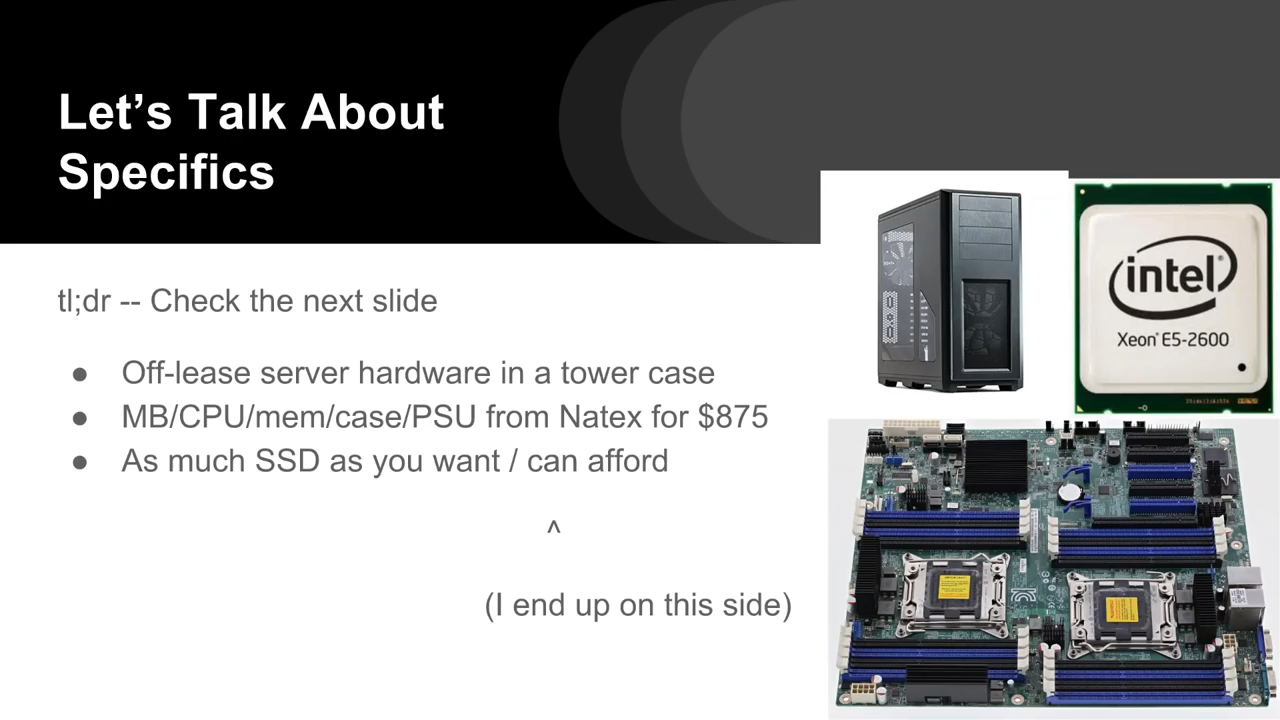 Let’s Talk About
Specifics
tl;dr -- Check the next slide
● Off-lease server hardware in a tower case
● MB/CPU/mem/case/PSU from Natex for $875
● As much SSD as you want / can afford
^
(I end up on this side)
intel®
Xeon® E5-2600